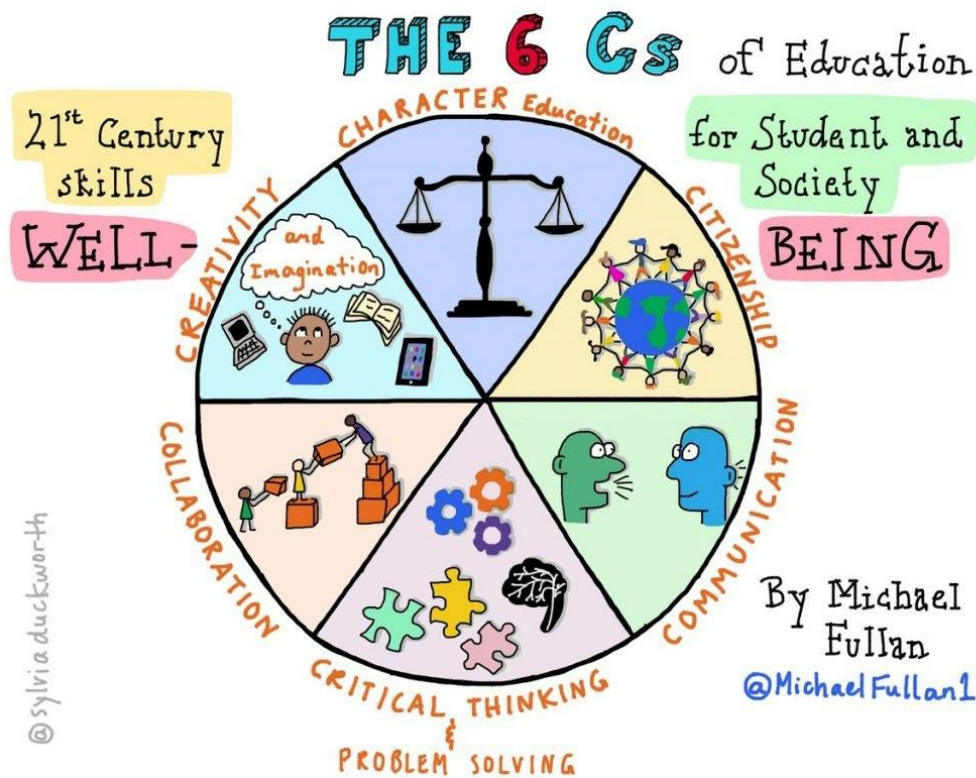 THE 6 Cs of Education
21st Century
skills
WELL-
for Student and
Society
BEING
CHARACTER Education
CITIZENSHIP
COMMUNICATION
CRITICAL THINKING
&
PROBLEM SOLVING
COLLABORATION
CREATIVITY
and
Imagination
By Michael
Fullan
@MichaelFullan1
@sylviaduckworth